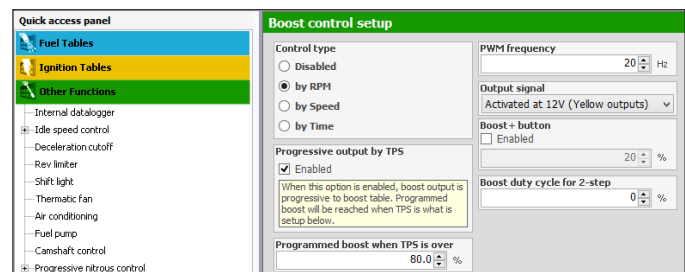 Quick access panel
Fuel Tables
Ignition Tables
Other Functions
Internal datalogger
Idle speed control
Deceleration cutoff
Rev limiter
Shift light
Thermatic fan
Air conditioning
Fuel pump
Camshaft control
Progressive nitrous control
Boost control setup
Control type
Disabled
by RPM
by Speed
by Time
Progressive output by TPS
Enabled
When this option is enabled, boost output is
progressive to boost table. Programmed
boost will be reached when TPS is what is
setup below.
Programmed boost when TPS is over
80.0 %
PWM frequency
20 Hz
Output signal
Activated at 12V (Yellow outputs)
Boost+ button
Enabled
20 %
Boost duty cycle for 2-step
0 %